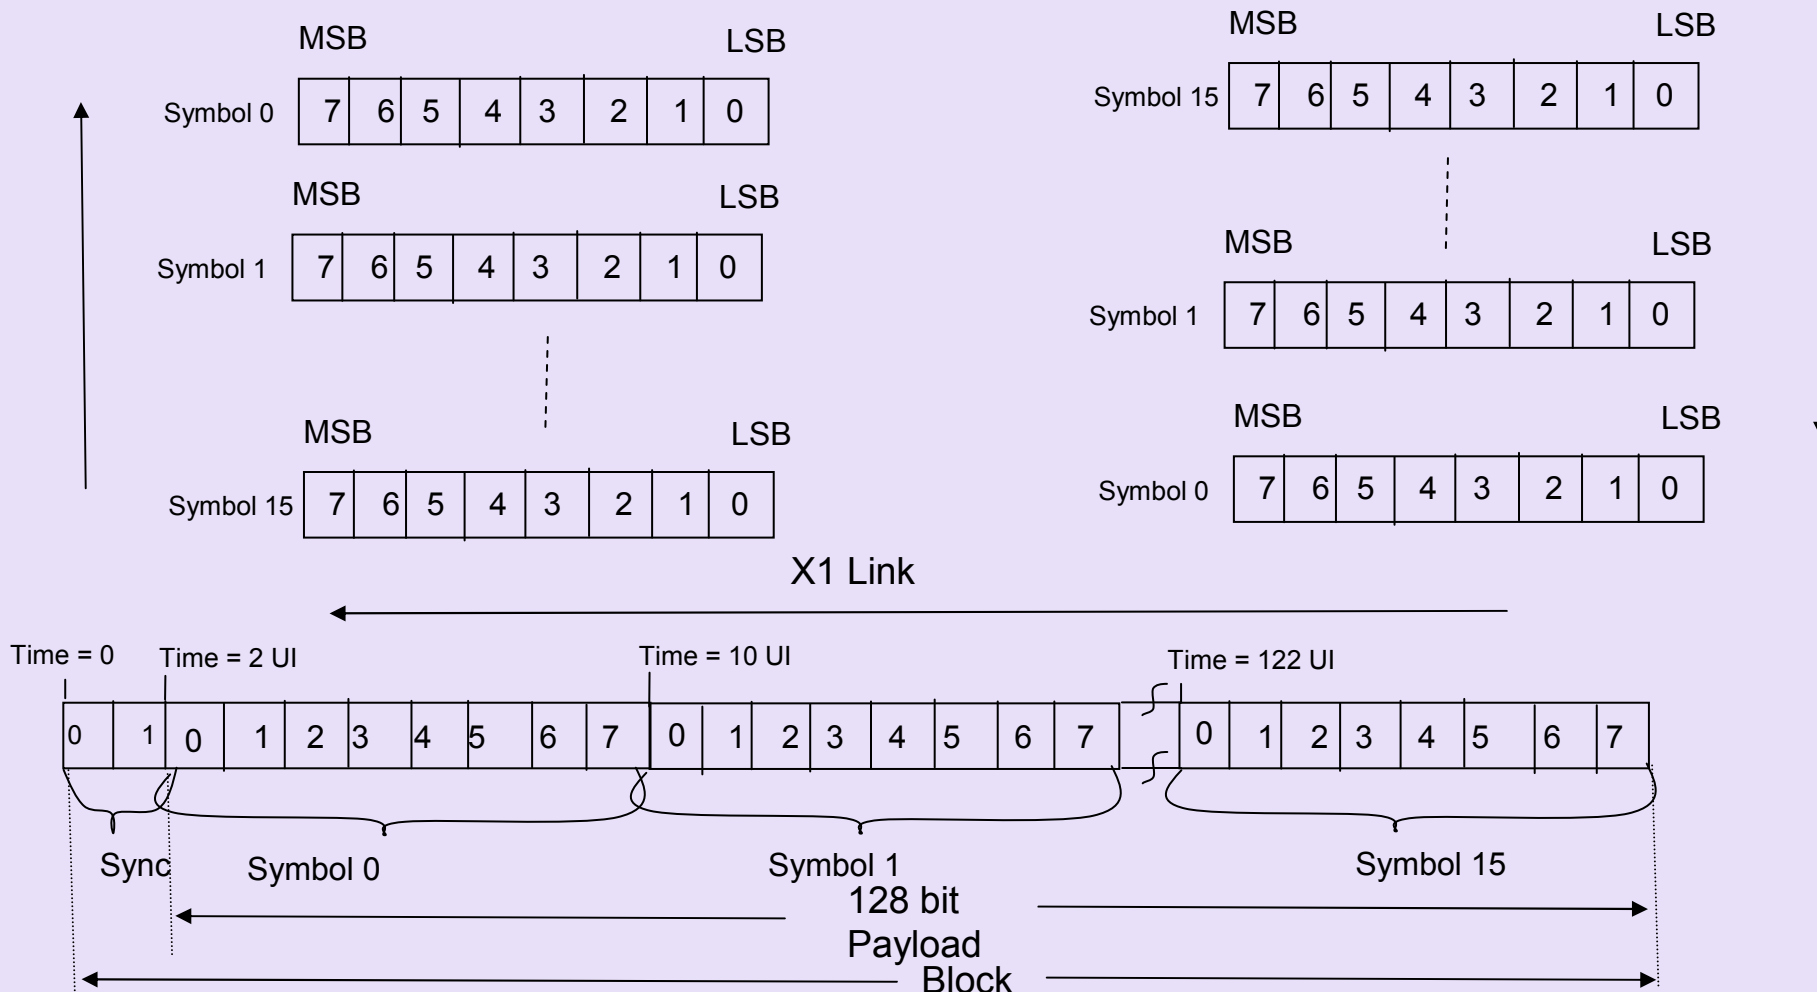 MSB LSB
Symbol 0 7 6 5 4 3 2 1 0
MSB LSB
Symbol 1 7 6 5 4 3 2 1 0
MSB LSB
Symbol 15 7 6 5 4 3 2 1 0
MSB LSB
Symbol 15 7 6 5 4 3 2 1 0
MSB LSB
Symbol 1 7 6 5 4 3 2 1 0
MSB LSB
Symbol 0 7 6 5 4 3 2 1 0
X1 Link
Time = 0 Time = 2 UI Time = 10 UI Time = 122 UI
0 1 0 1 2 3 4 5 6 7 0 1 2 3 4 5 6 7 0 1 2 3 4 5 6 7
Sync Symbol 0 Symbol 1 Symbol 15
128 bit
Payload
Block